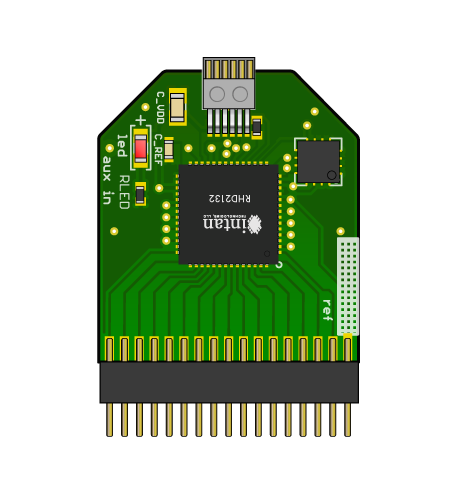 C_VDD
+
led
C_REF
aux in
RLED
RHD2132
TECHNOLOGIES, LLC
intan
ref